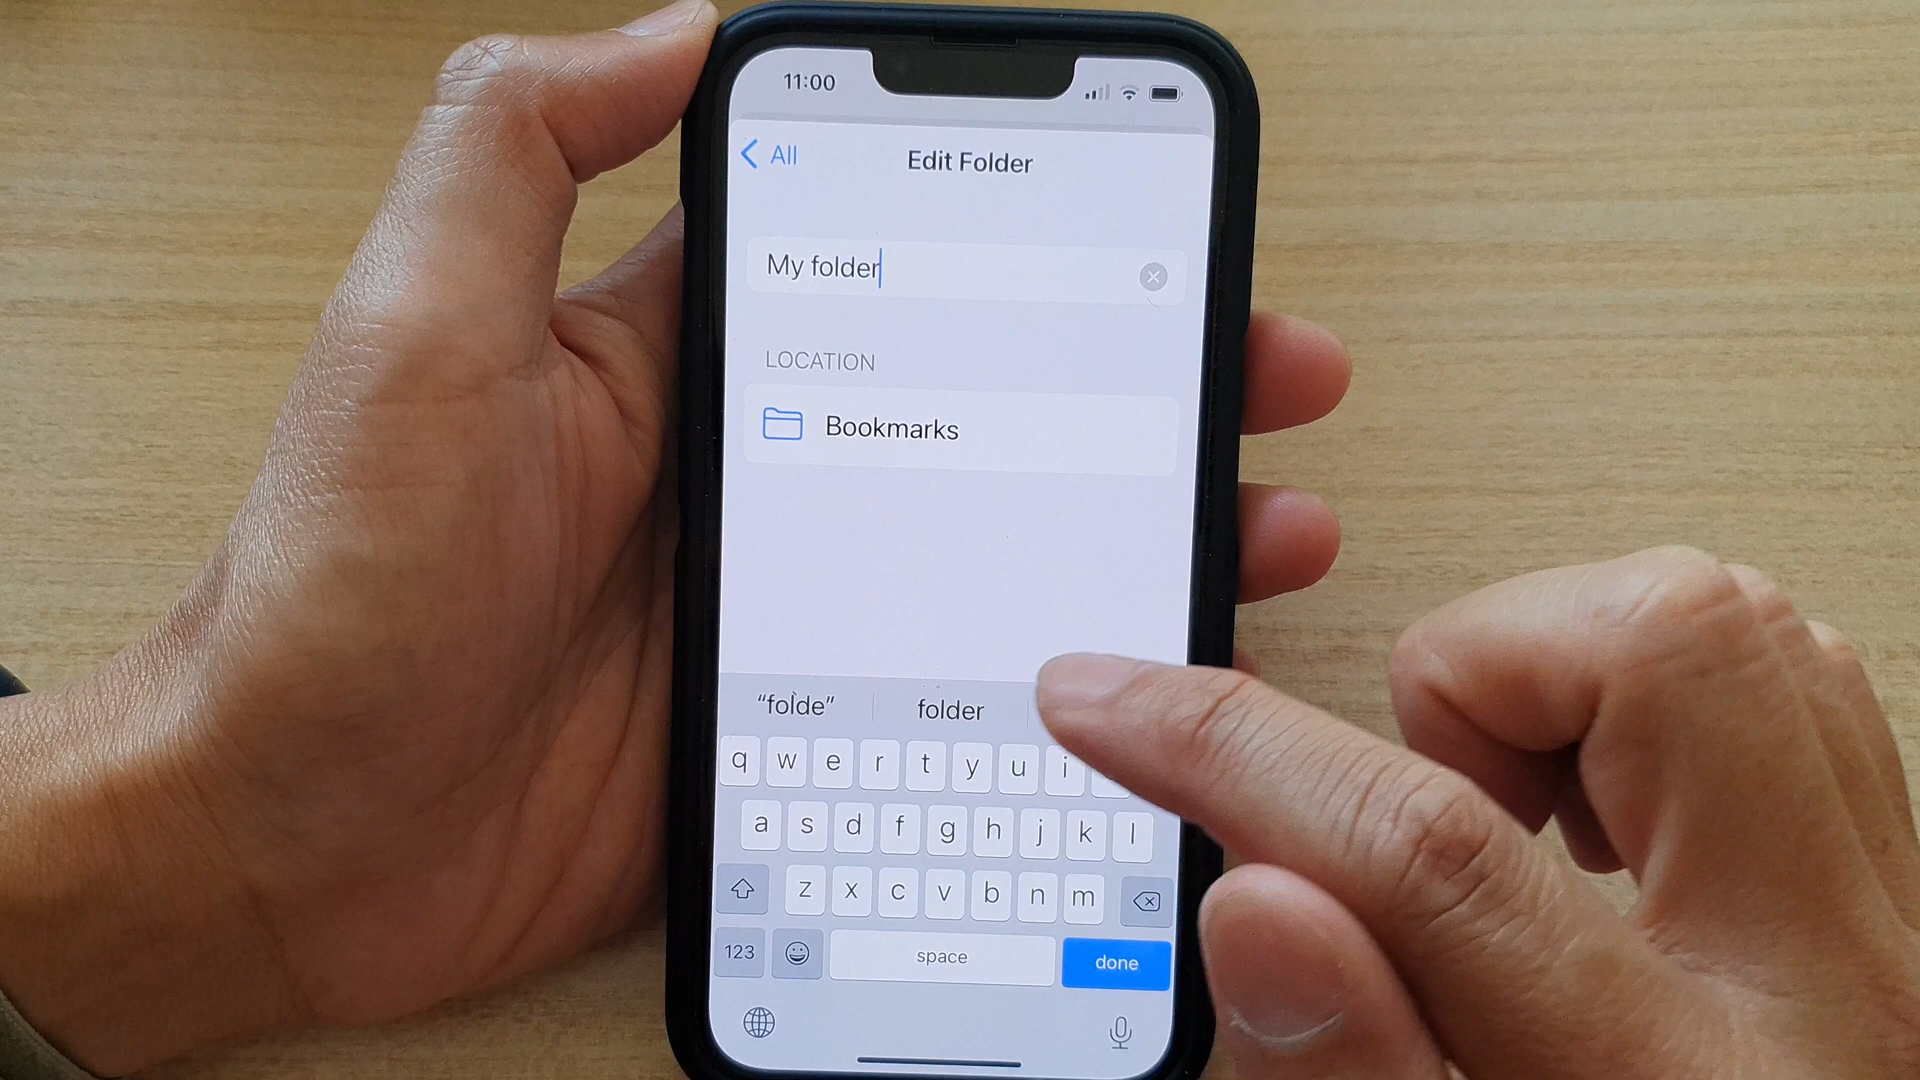 11:00
All
Edit Folder
My folder
LOCATION
Bookmarks
“folde” folder
q w e r t y u i
a s d f g h j k l
z x c v b n m
123 space done